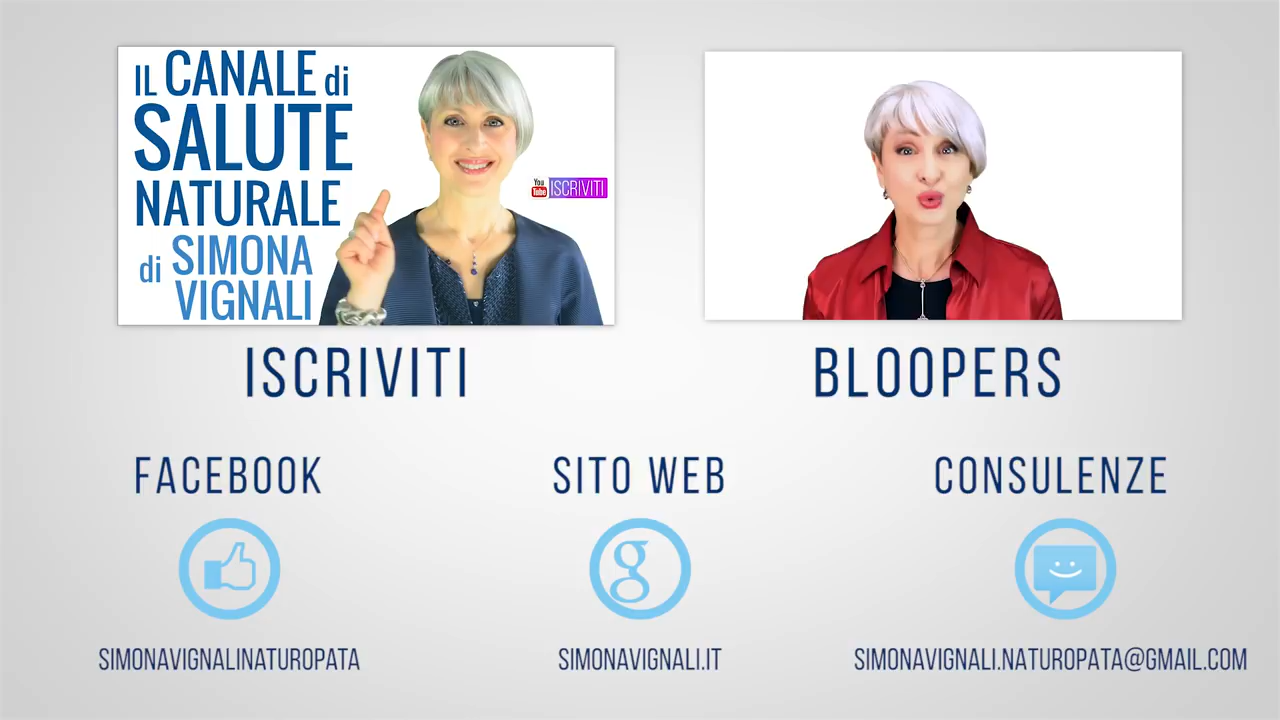 IL CANALE di
SALUTE
NATURALE
di SIMONA
VIGNALI
You
Tube ISCRIVITI
ISCRIVITI
BLOOPERS
FACEBOOK
SITO WEB
CONSULENZE
g
SIMONAVIGNALINATUROPATA
SIMONAVIGNALI.IT
SIMONAVIGNALI.NATUROPATA@GMAIL.COM